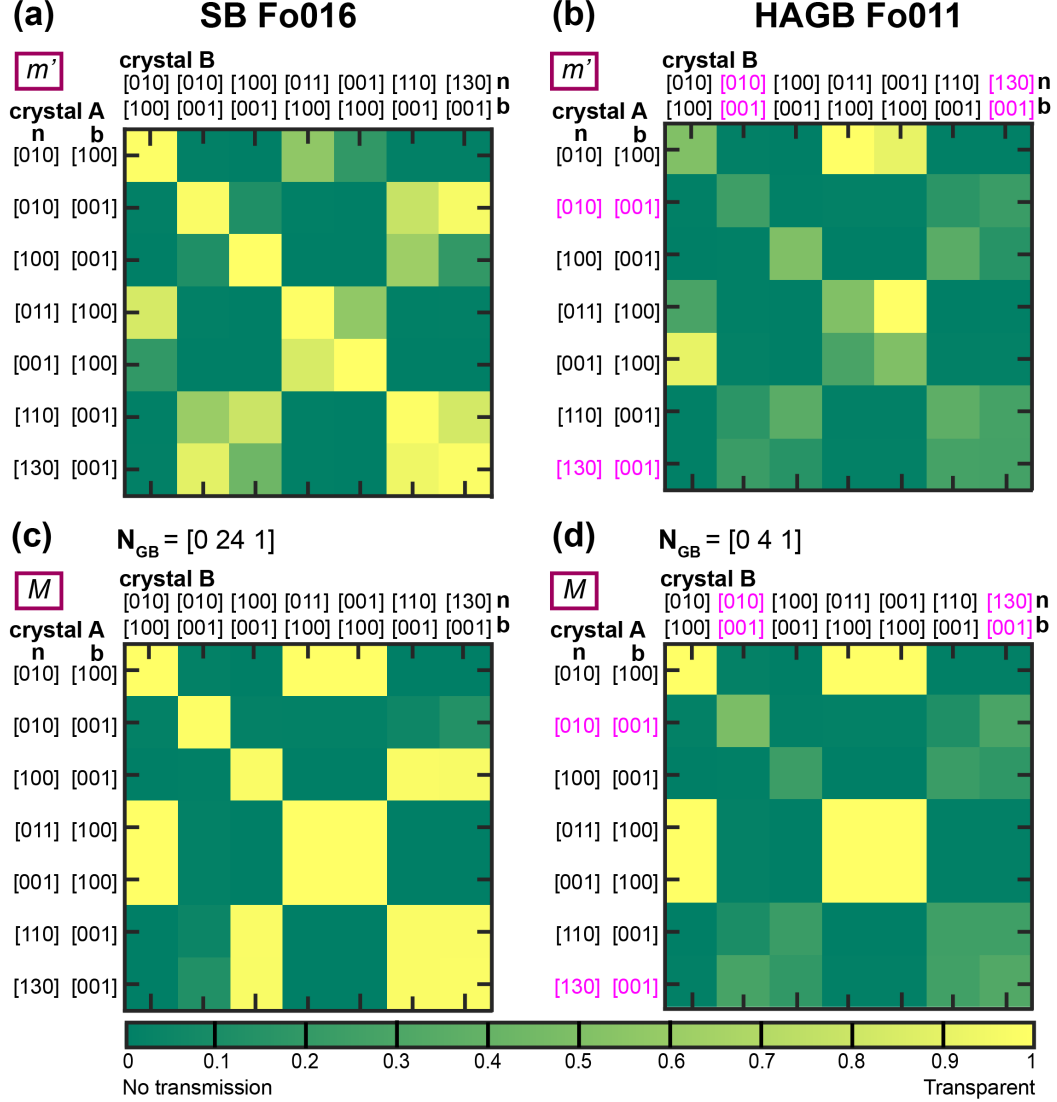 (a) SB Fo016
m’
crystal B
[010] [010] [100] [011] [001] [110] [130] n
[100] [001] [001] [100] [100] [001] [001] b
crystal A
n b
[010] [100]
[010] [001]
[100] [001]
[011] [100]
[001] [100]
[110] [001]
[130] [001]
(b) HAGB Fo011
m’
crystal B
[010] [010] [100] [011] [001] [110] [130] n
[100] [001] [001] [100] [100] [001] [001] b
crystal A
n b
[010] [100]
[010] [001]
[100] [001]
[011] [100]
[001] [100]
[110] [001]
[130] [001]
(c) NGB = [0 24 1]
M
crystal B
[010] [010] [100] [011] [001] [110] [130] n
[100] [001] [001] [100] [100] [001] [001] b
crystal A
n b
[010] [100]
[010] [001]
[100] [001]
[011] [100]
[001] [100]
[110] [001]
[130] [001]
(d) NGB = [0 4 1]
M
crystal B
[010] [010] [100] [011] [001] [110] [130] n
[100] [001] [001] [100] [100] [001] [001] b
crystal A
n b
[010] [100]
[010] [001]
[100] [001]
[011] [100]
[001] [100]
[110] [001]
[130] [001]
0 0.1 0.2 0.3 0.4 0.5 0.6 0.7 0.8 0.9 1
No transmission Transparent